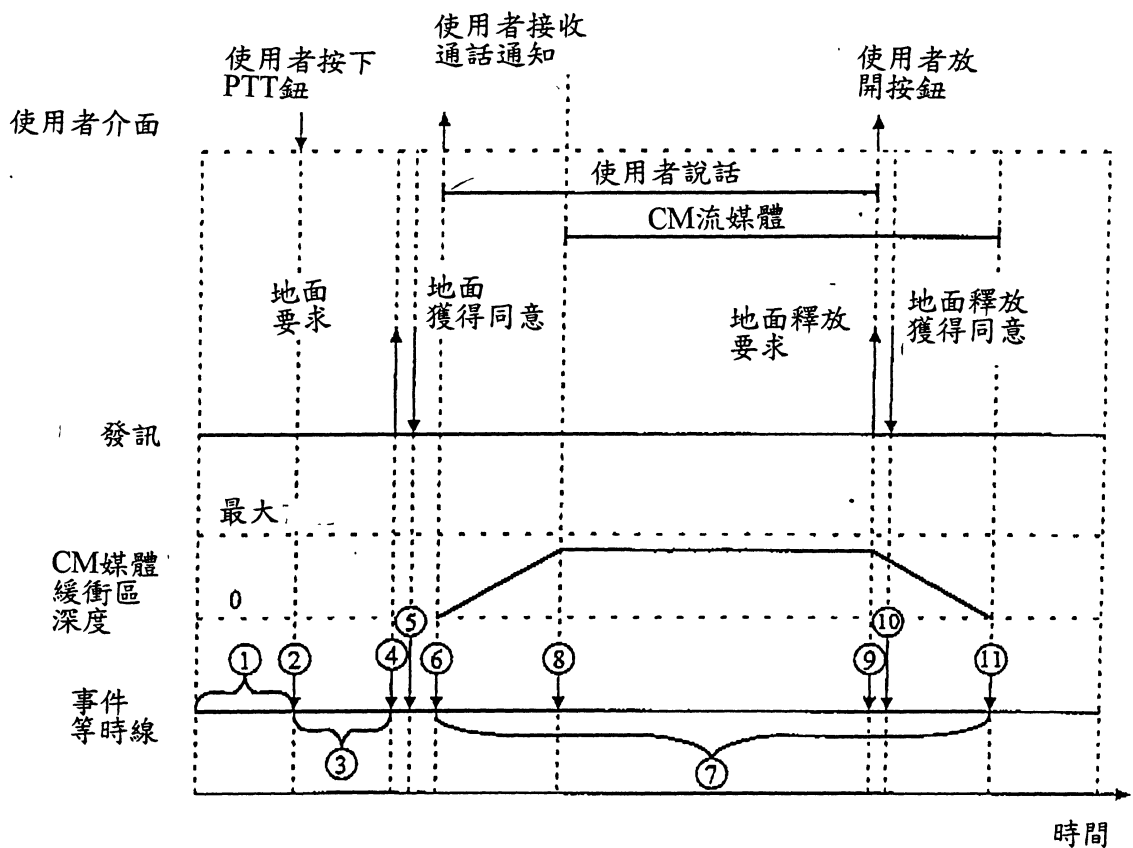 使用者接收
通話通知
使用者按下
PTT鈕
使用者放
開按鈕
使用者介面
使用者說話
CM流媒體
地面
要求
地面
獲得同意
地面釋放
要求
地面釋放
獲得同意
發訊
最大
CM媒體
緩衝區
深度
0
⑤
⑩
①
②
④
⑥
⑧
⑨
⑪
事件
等時線
③
⑦
時間